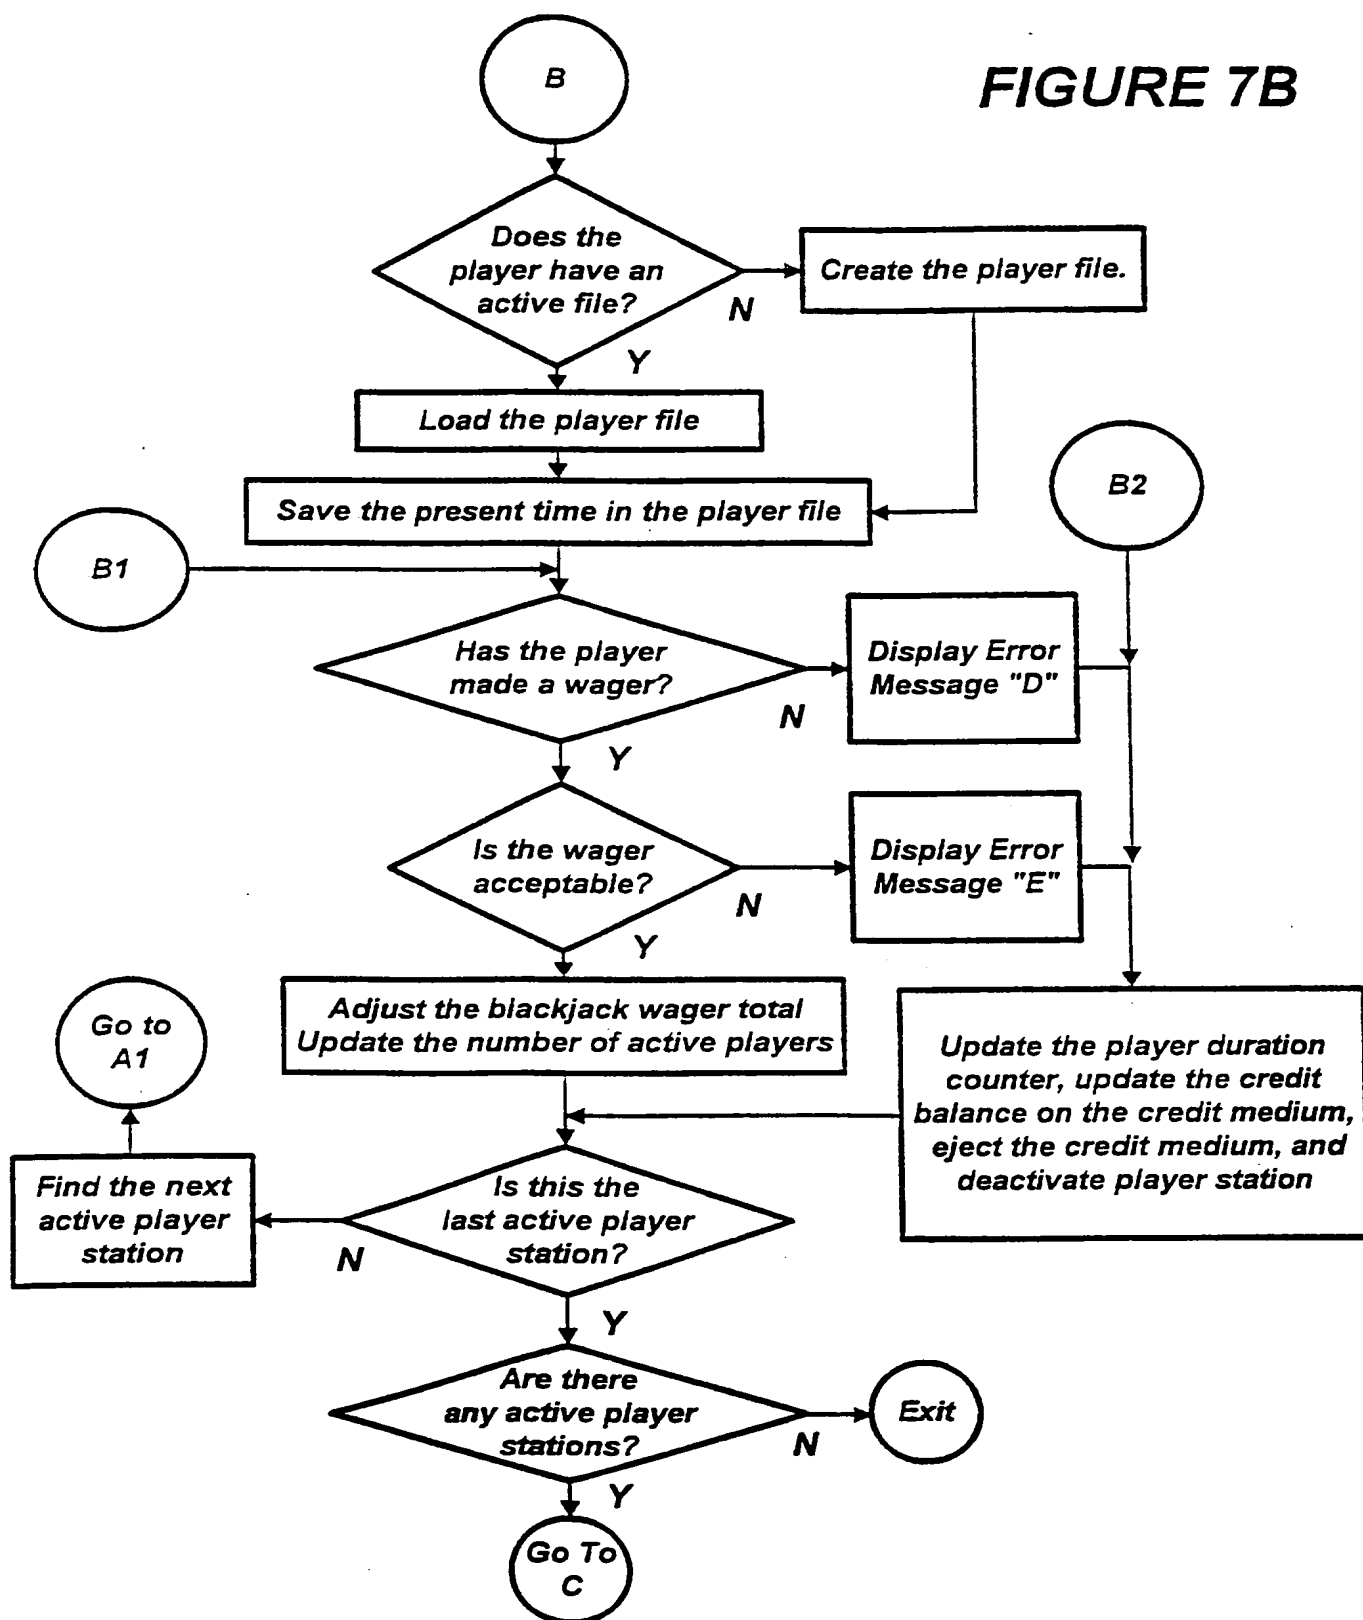 B
FIGURE 7B
Does the
player have an
active file?
N
Create the player file.
Y
Load the player file
B2
Save the present time in the player file
B1
Has the player
made a wager?
N
Display Error
Message "D"
Y
Is the wager
acceptable?
N
Display Error
Message "E"
Y
Go to
A1
Adjust the blackjack wager total
Update the number of active players
Update the player duration
counter, update the credit
balance on the credit medium,
eject the credit medium, and
deactivate player station
Find the next
active player
station
Is this the
last active player
station?
N
Y
Are there
any active player
stations?
N
Exit
Y
Go To
C